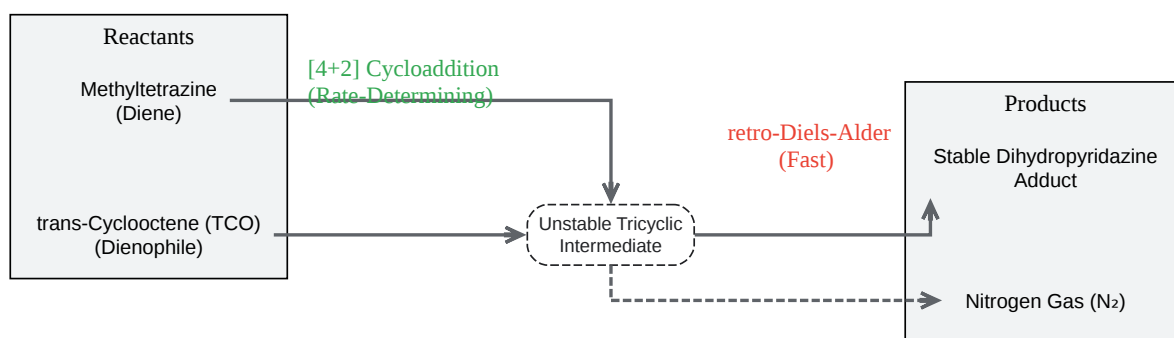 Reactants
Methyltetrazine
(Diene)
trans-Cyclooctene (TCO)
(Dienophile)
[4+2] Cycloaddition
(Rate-Determining)
Unstable Tricyclic
Intermediate
retro-Diels-Alder
(Fast)
Products
Stable Dihydropyridazine
Adduct
Nitrogen Gas (N₂)